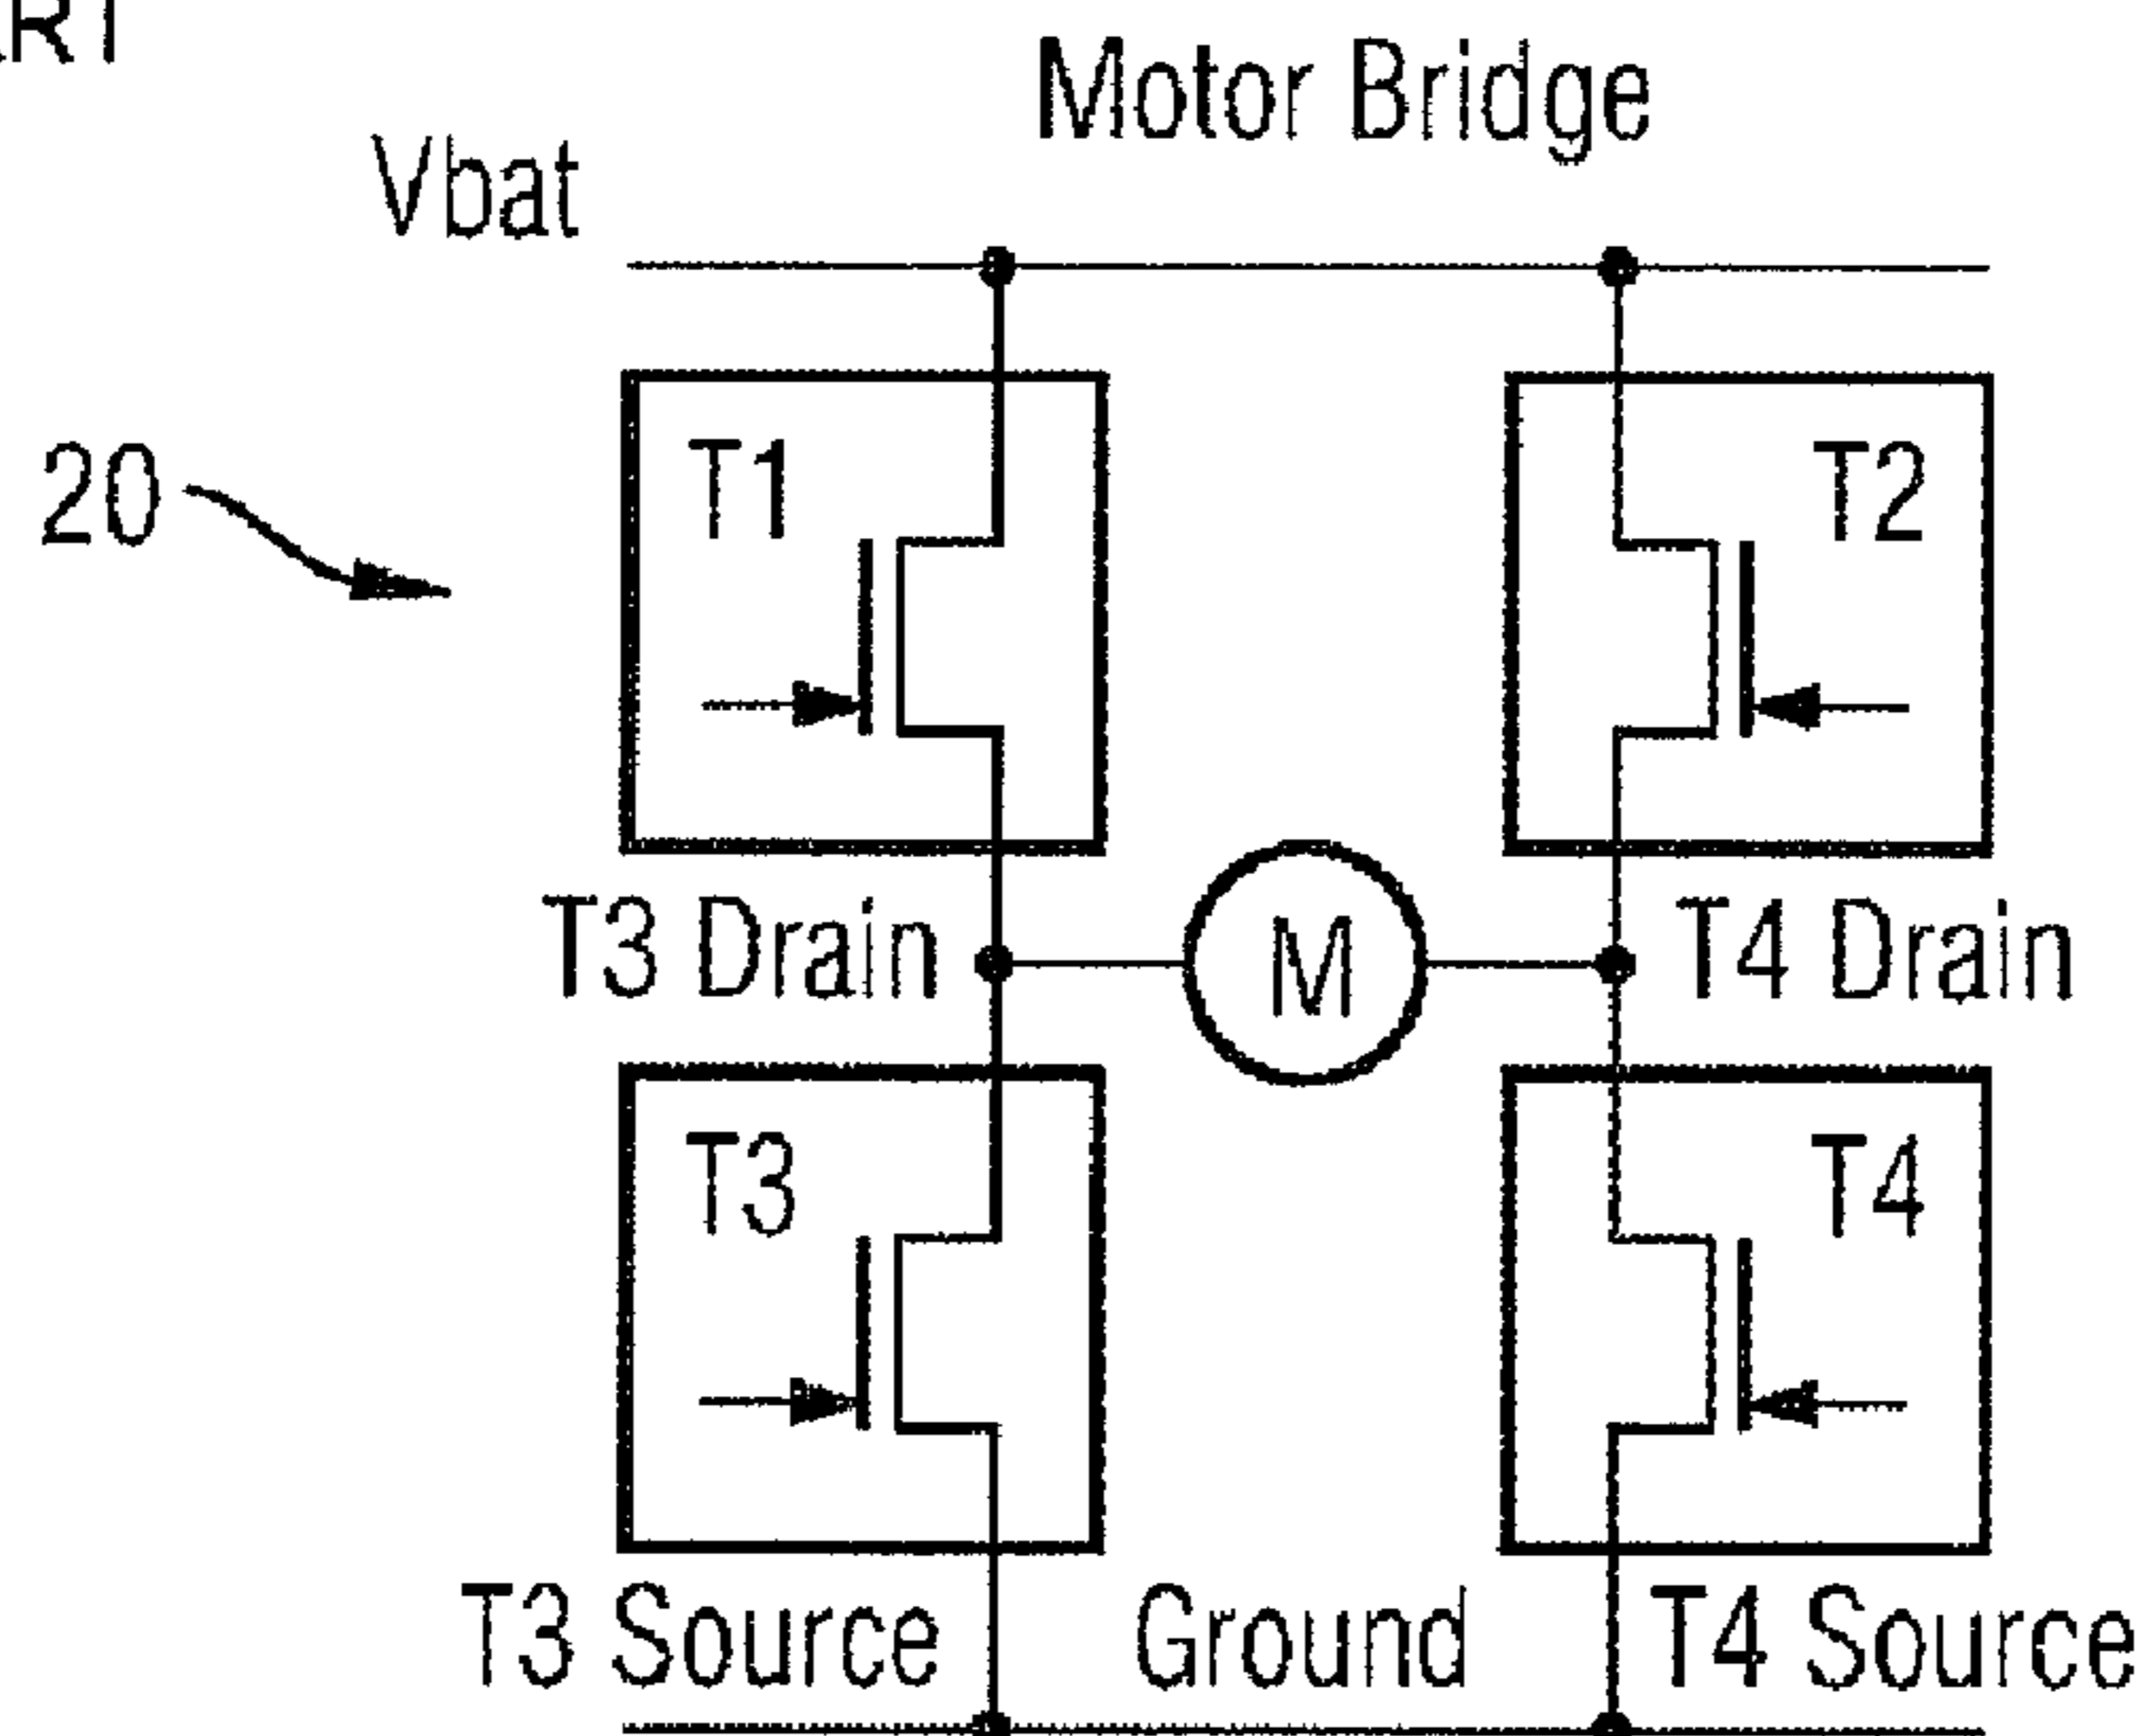 Motor Bridge
Vbat
20
T1
T2
T3 Drain
M
T4 Drain
T3
T4
T3 Source
Ground
T4 Source